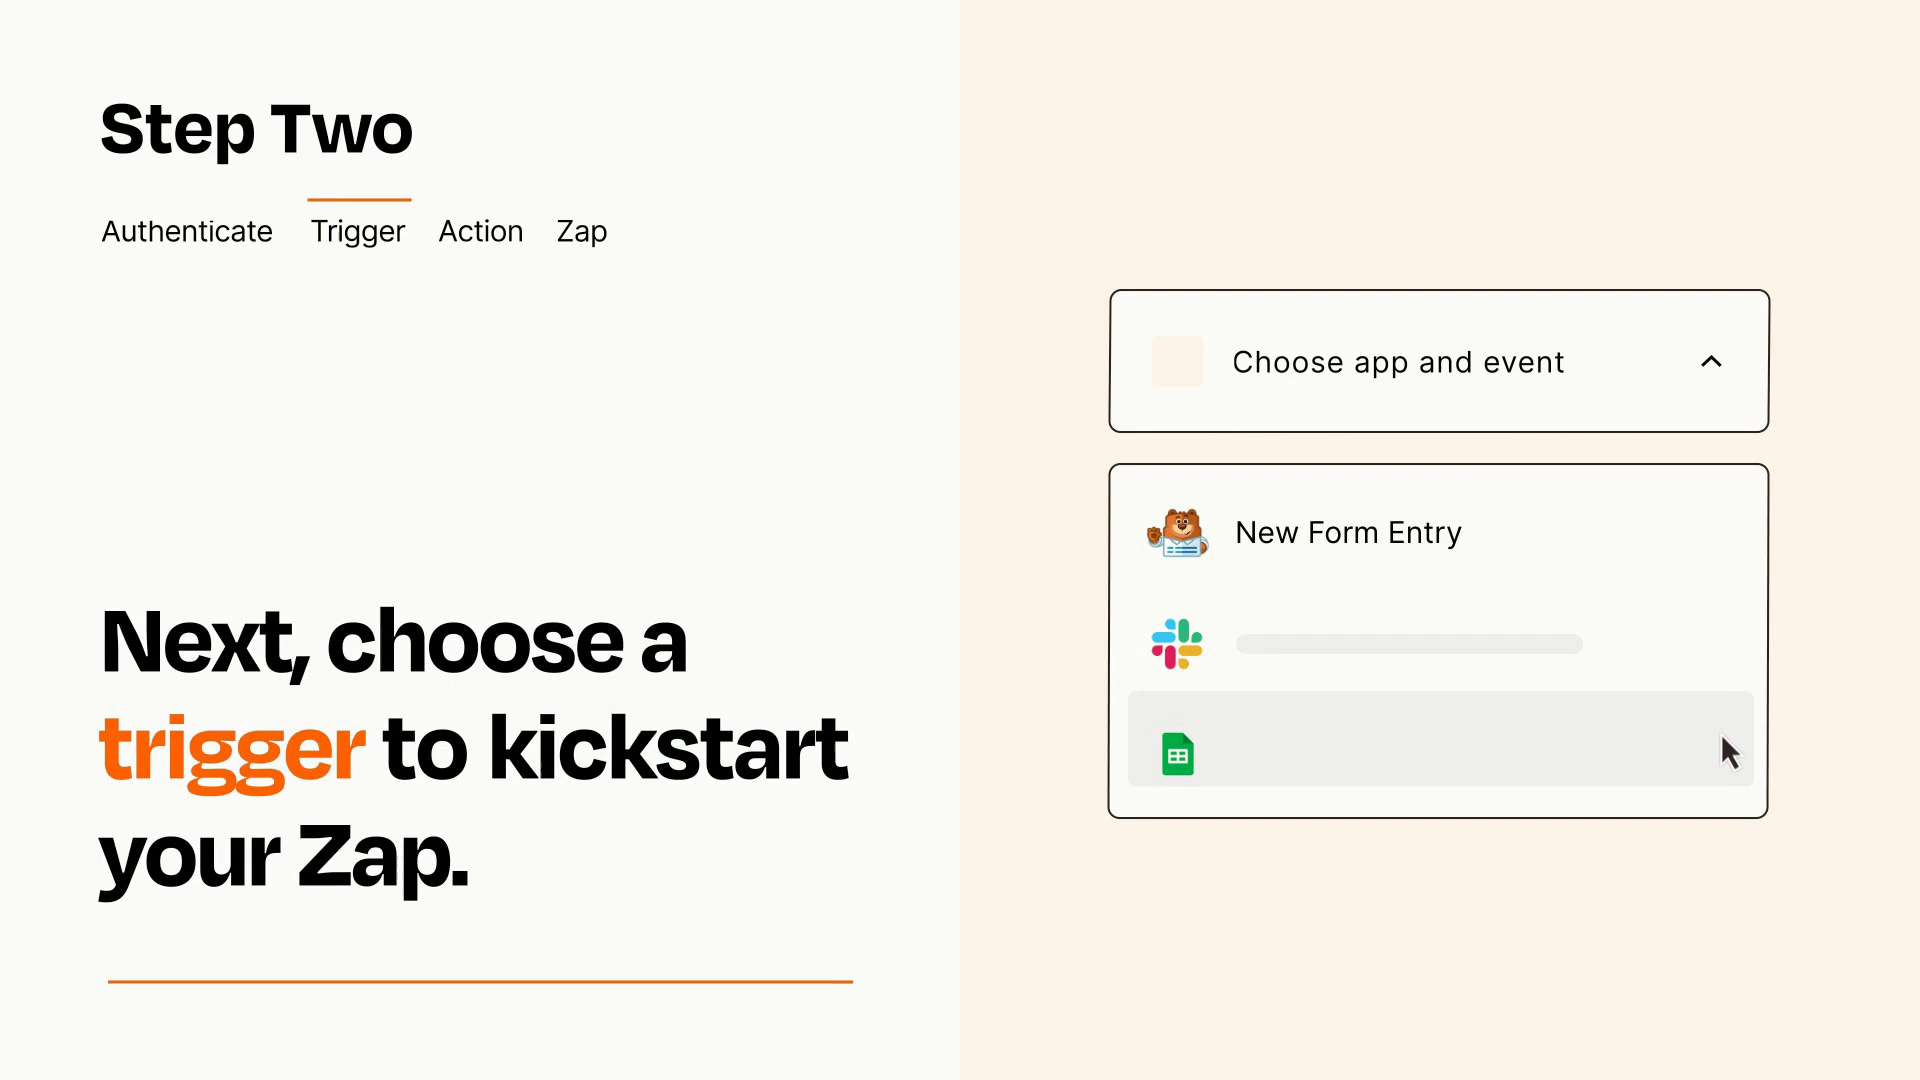 Step Two
Authenticate Trigger Action Zap
Next, choose a
trigger to kickstart
your Zap.
Choose app and event
New Form Entry